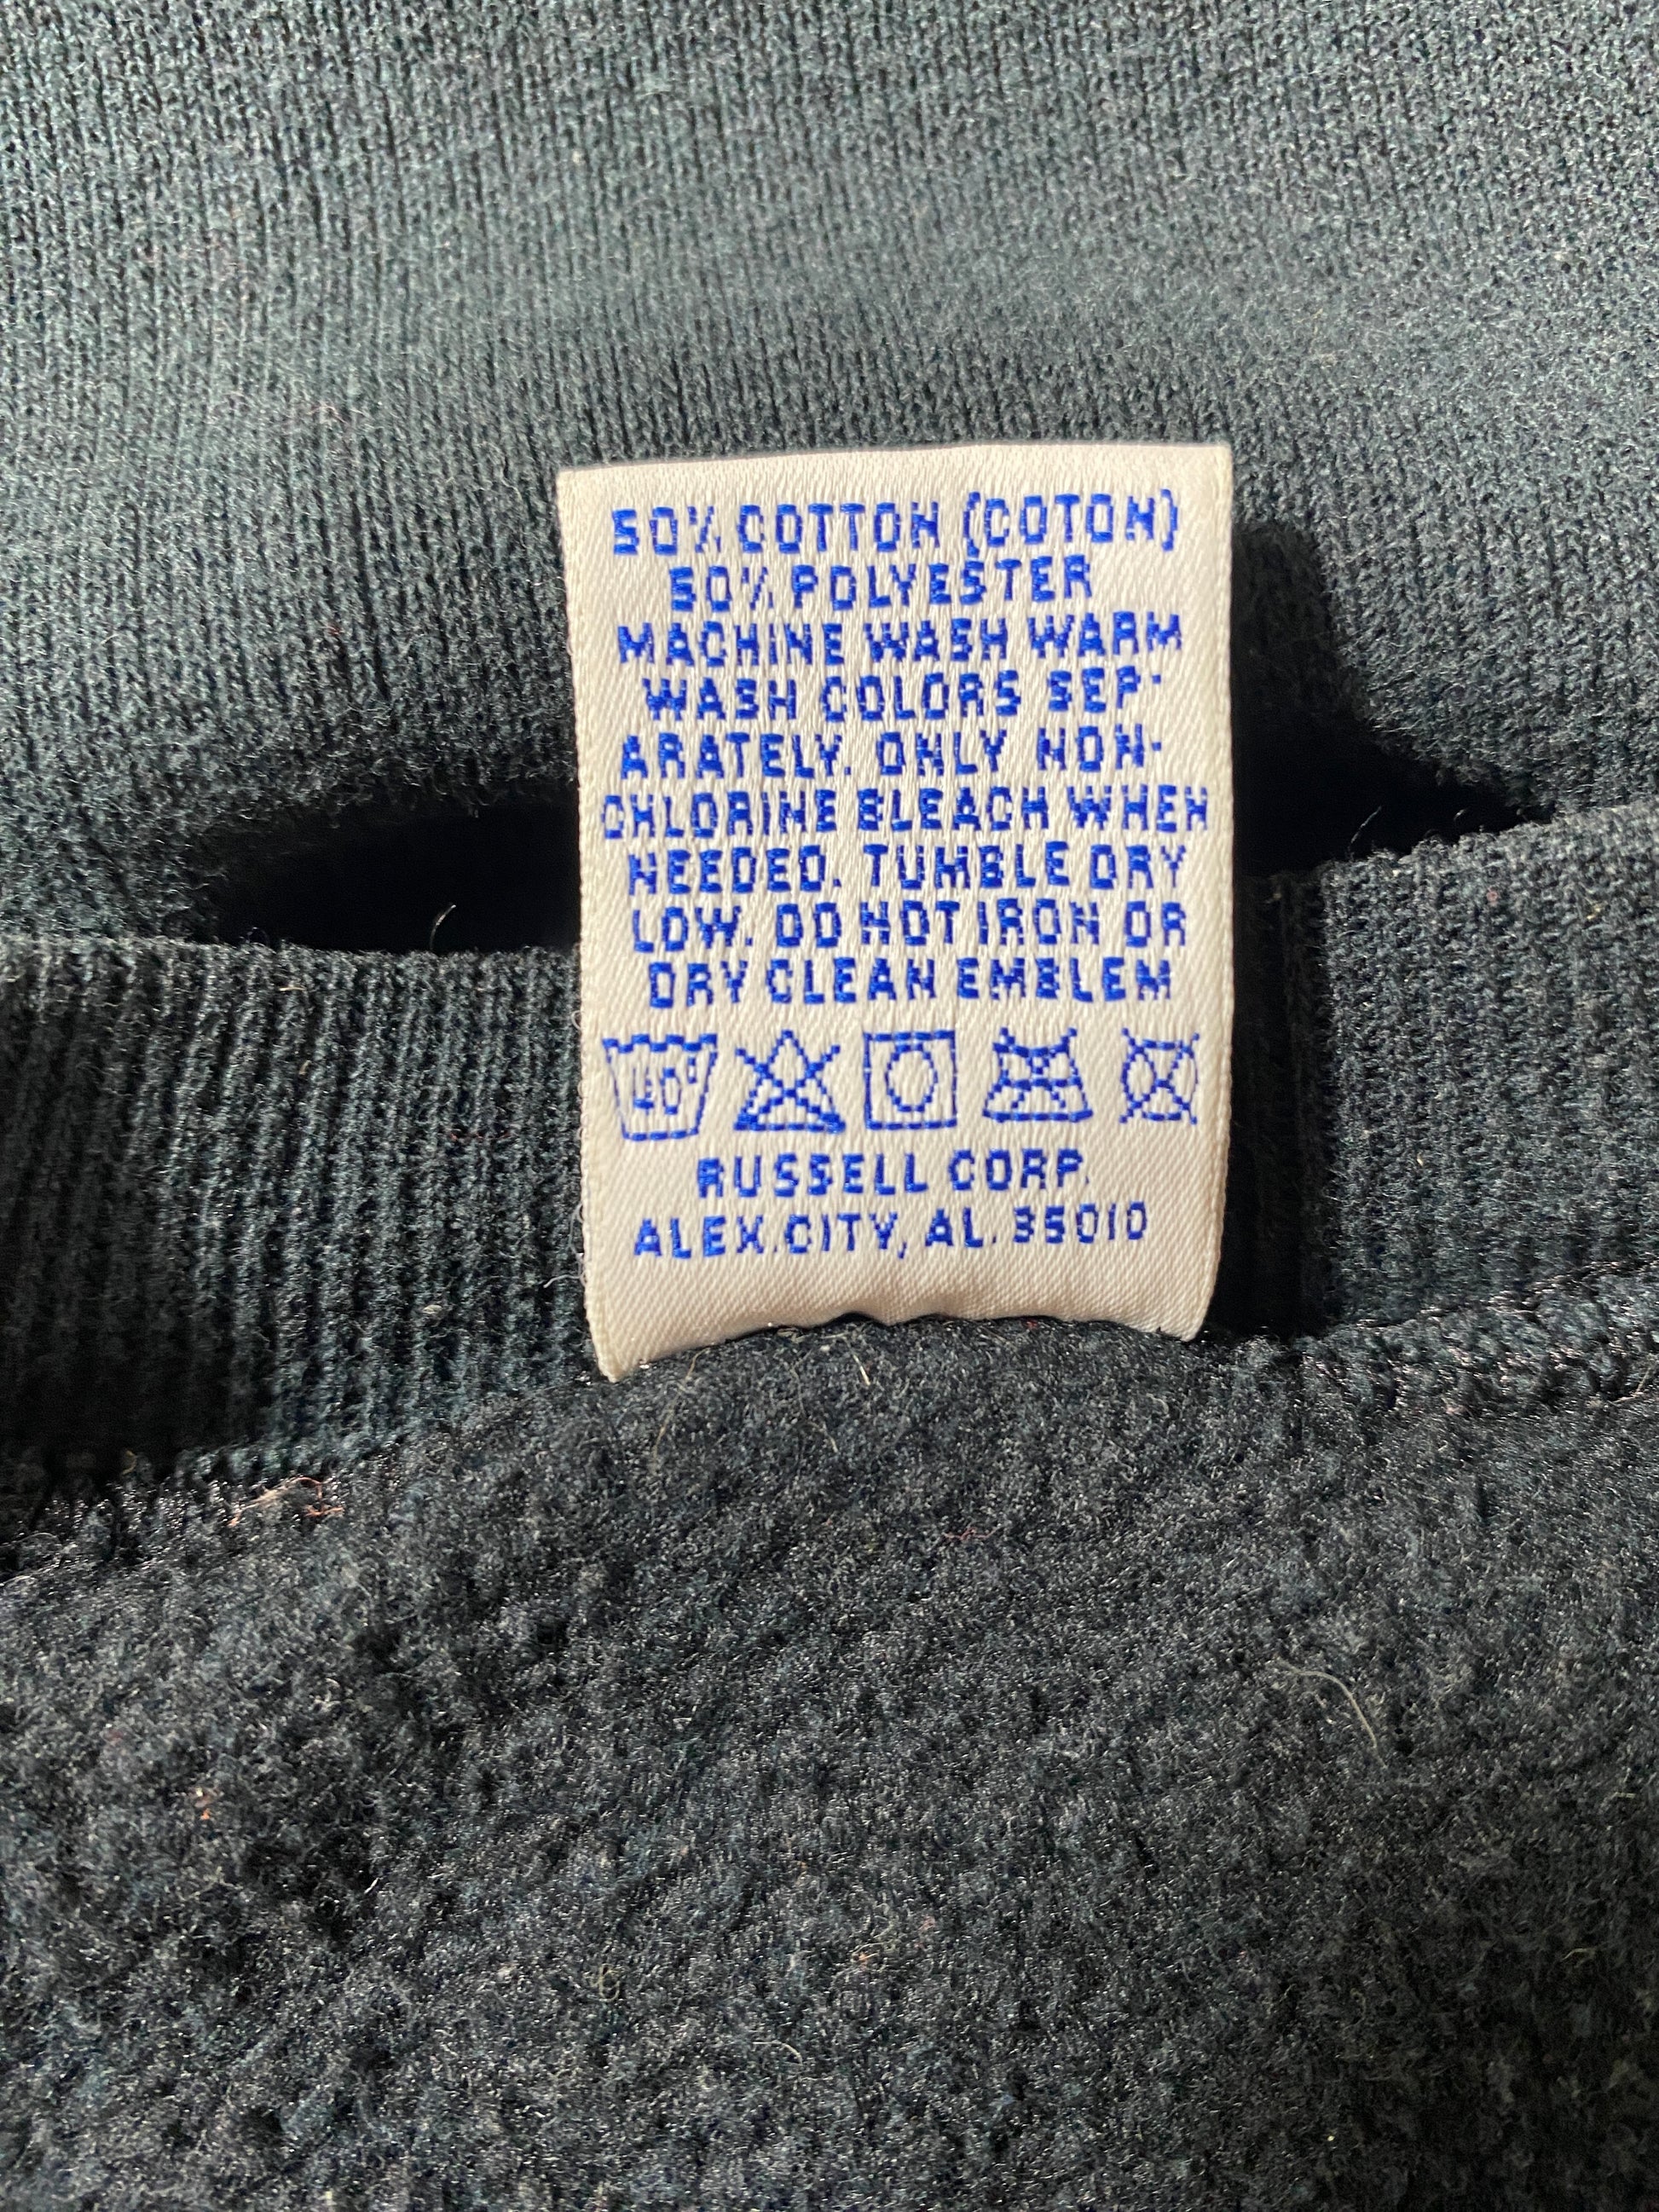 50% COTTON (COTON)
50% POLYESTER
MACHINE WASH WARM
WASH COLORS SEP-
ARATELY. ONLY NON-
CHLORINE BLEACH WHEN
NEEDED. TUMBLE DRY
LOW. DO NOT IRON OR
DRY CLEAN EMBLEM
40°
RUSSELL CORP.
ALEX.CITY, AL. 35010